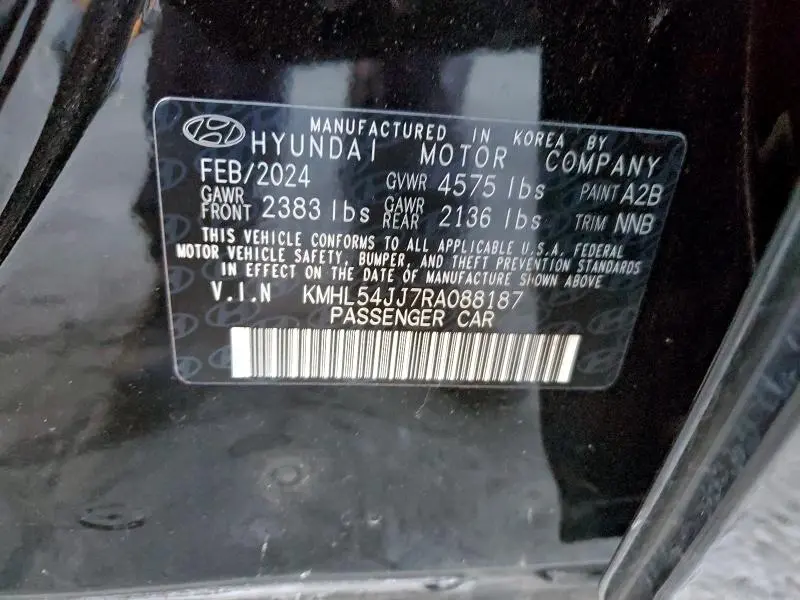 MANUFACTURED IN KOREA BY
HYUNDAI MOTOR COMPANY
FEB/2024 GVWR 4575 lbs PAINT A2B
GAWR FRONT 2383 lbs GAWR REAR 2136 lbs TRIM NNB
THIS VEHICLE CONFORMS TO ALL APPLICABLE U.S.A. FEDERAL
MOTOR VEHICLE SAFETY, BUMPER, AND THEFT PREVENTION STANDARDS
IN EFFECT ON THE DATE OF MANUFACTURE SHOWN ABOVE
V.I.N KMHL54JJ7RA088187
PASSENGER CAR